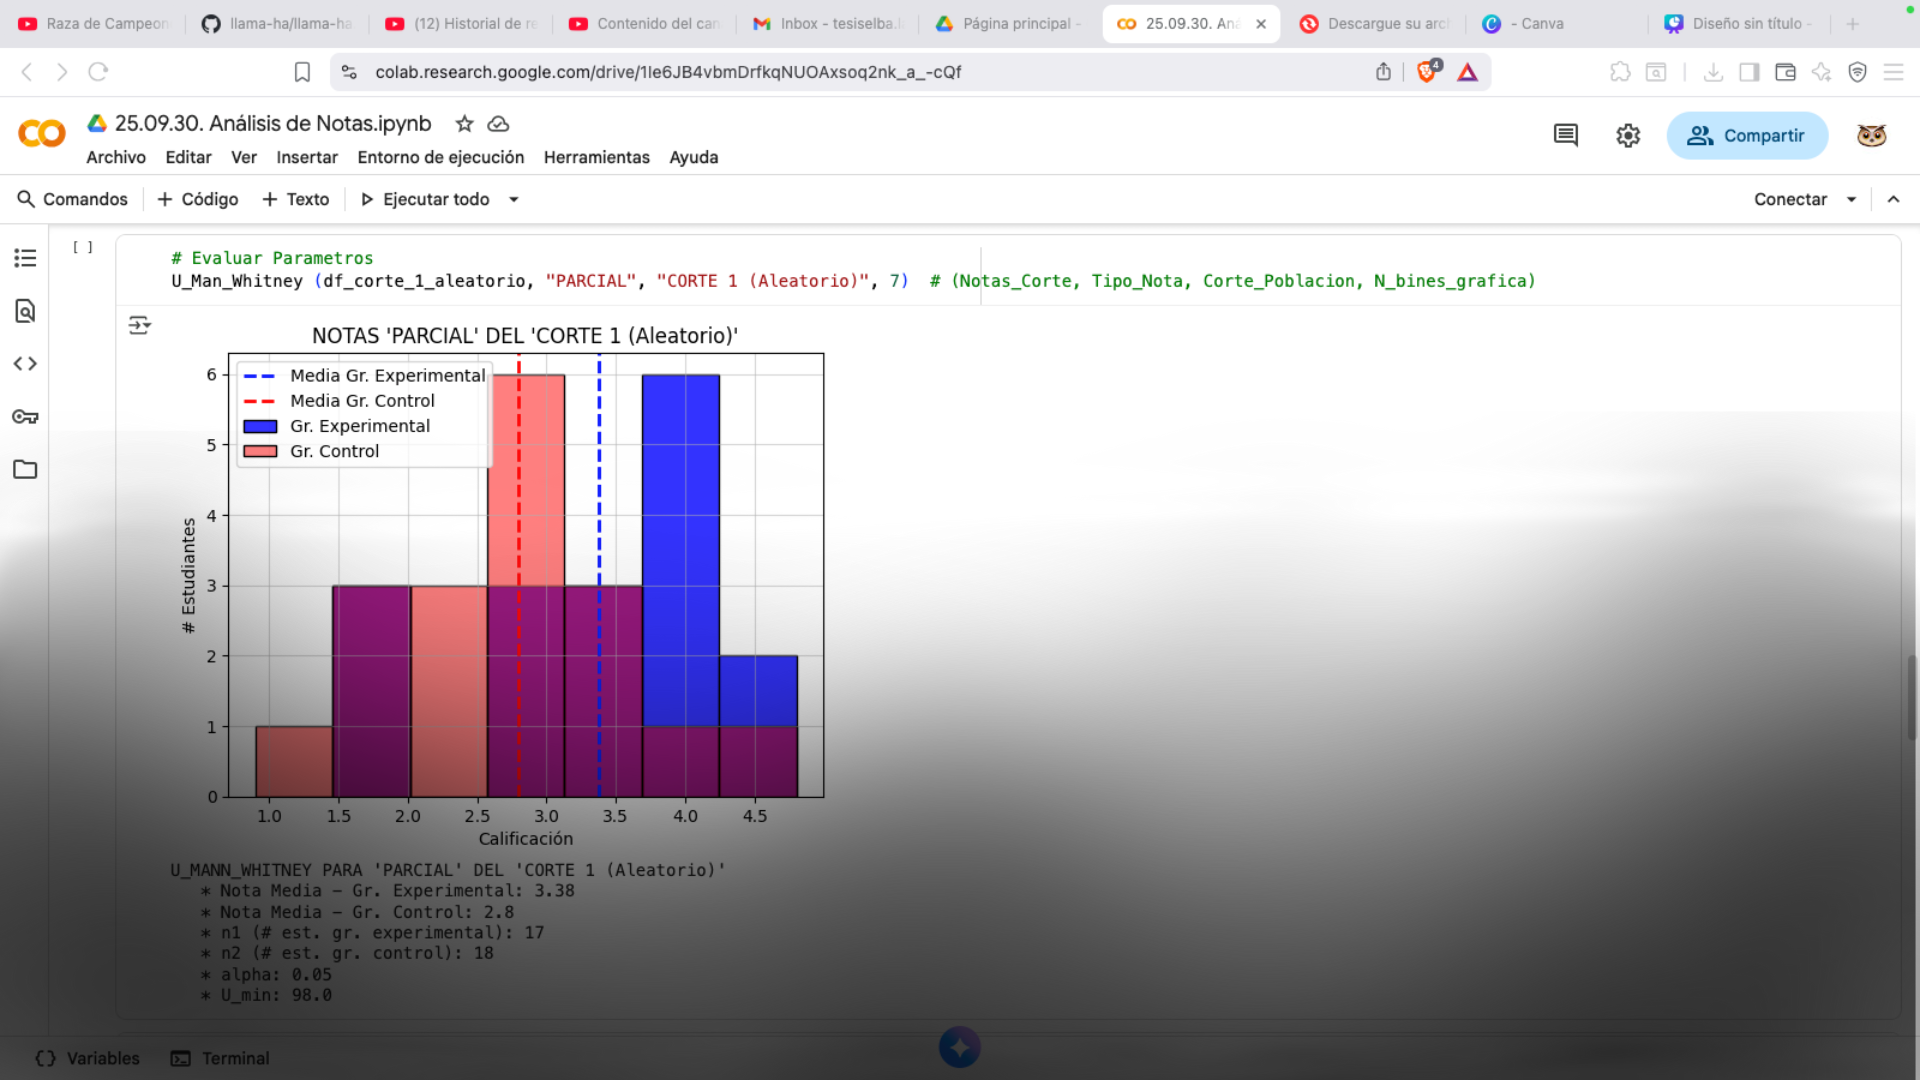 Raza de Campeon
llama-ha/llama-ha
(12) Historial de re
Contenido del can
Inbox - tesiselba.l
Página principal -
25.09.30. Aná
Descargue su arch
- Canva
Diseño sin título -
colab.research.google.com/drive/1Ie6JB4vbmDrfkqNUOAxsoq2nk_a_-cQf
4
25.09.30. Análisis de Notas.ipynb
Archivo Editar Ver Insertar Entorno de ejecución Herramientas Ayuda
Compartir
Comandos + Código + Texto Ejecutar todo
Conectar
[ ]
# Evaluar Parametros
U_Man_Whitney (df_corte_1_aleatorio, "PARCIAL", "CORTE 1 (Aleatorio)", 7) # (Notas_Corte, Tipo_Nota, Corte_Poblacion, N_bines_grafica)
NOTAS 'PARCIAL' DEL 'CORTE 1 (Aleatorio)'
Media Gr. Experimental
Media Gr. Control
Gr. Experimental
Gr. Control
# Estudiantes
6
5
4
3
2
1
0
1.0 1.5 2.0 2.5 3.0 3.5 4.0 4.5
Calificación
U_MANN_WHITNEY PARA 'PARCIAL' DEL 'CORTE 1 (Aleatorio)'
* Nota Media – Gr. Experimental: 3.38
* Nota Media – Gr. Control: 2.8
* n1 (# est. gr. experimental): 17
* n2 (# est. gr. control): 18
* alpha: 0.05
* U_min: 98.0
Variables
Terminal